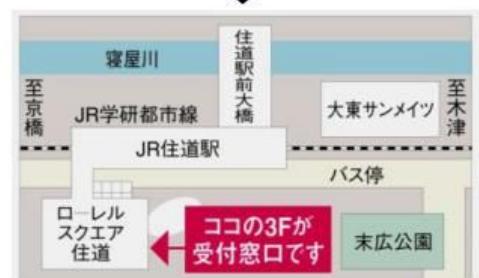 寝屋川
住道駅前大橋
至京橋
JR学研都市線
大東サンメイツ
至木津
JR住道駅
バス停
ローレル
スクエア
住道
ココの3Fが
受付窓口です
末広公園